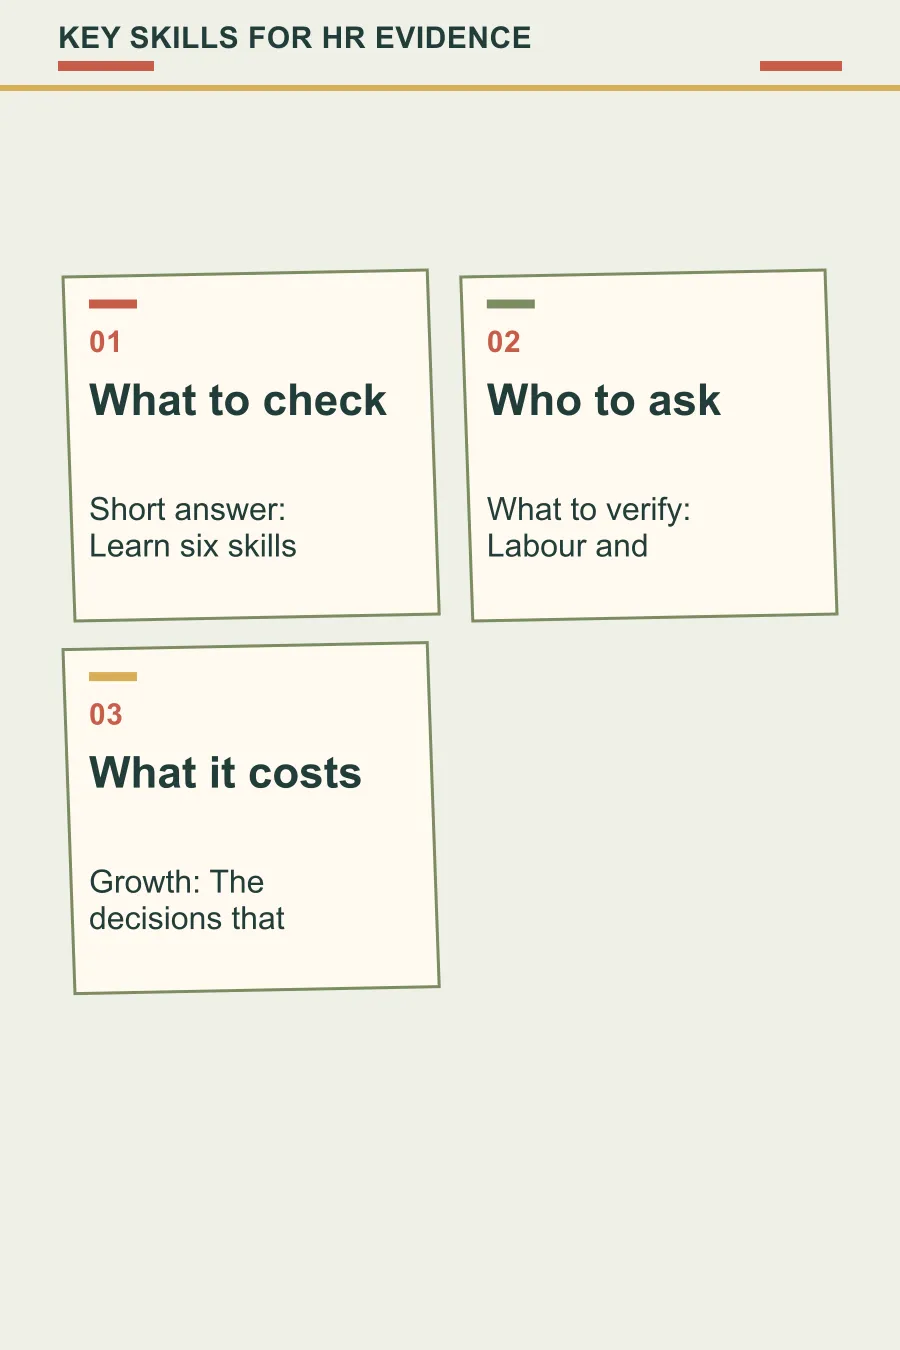 KEY SKILLS FOR HR EVIDENCE
01
What to check
Short answer:
Learn six skills
02
Who to ask
What to verify:
Labour and
03
What it costs
Growth: The
decisions that